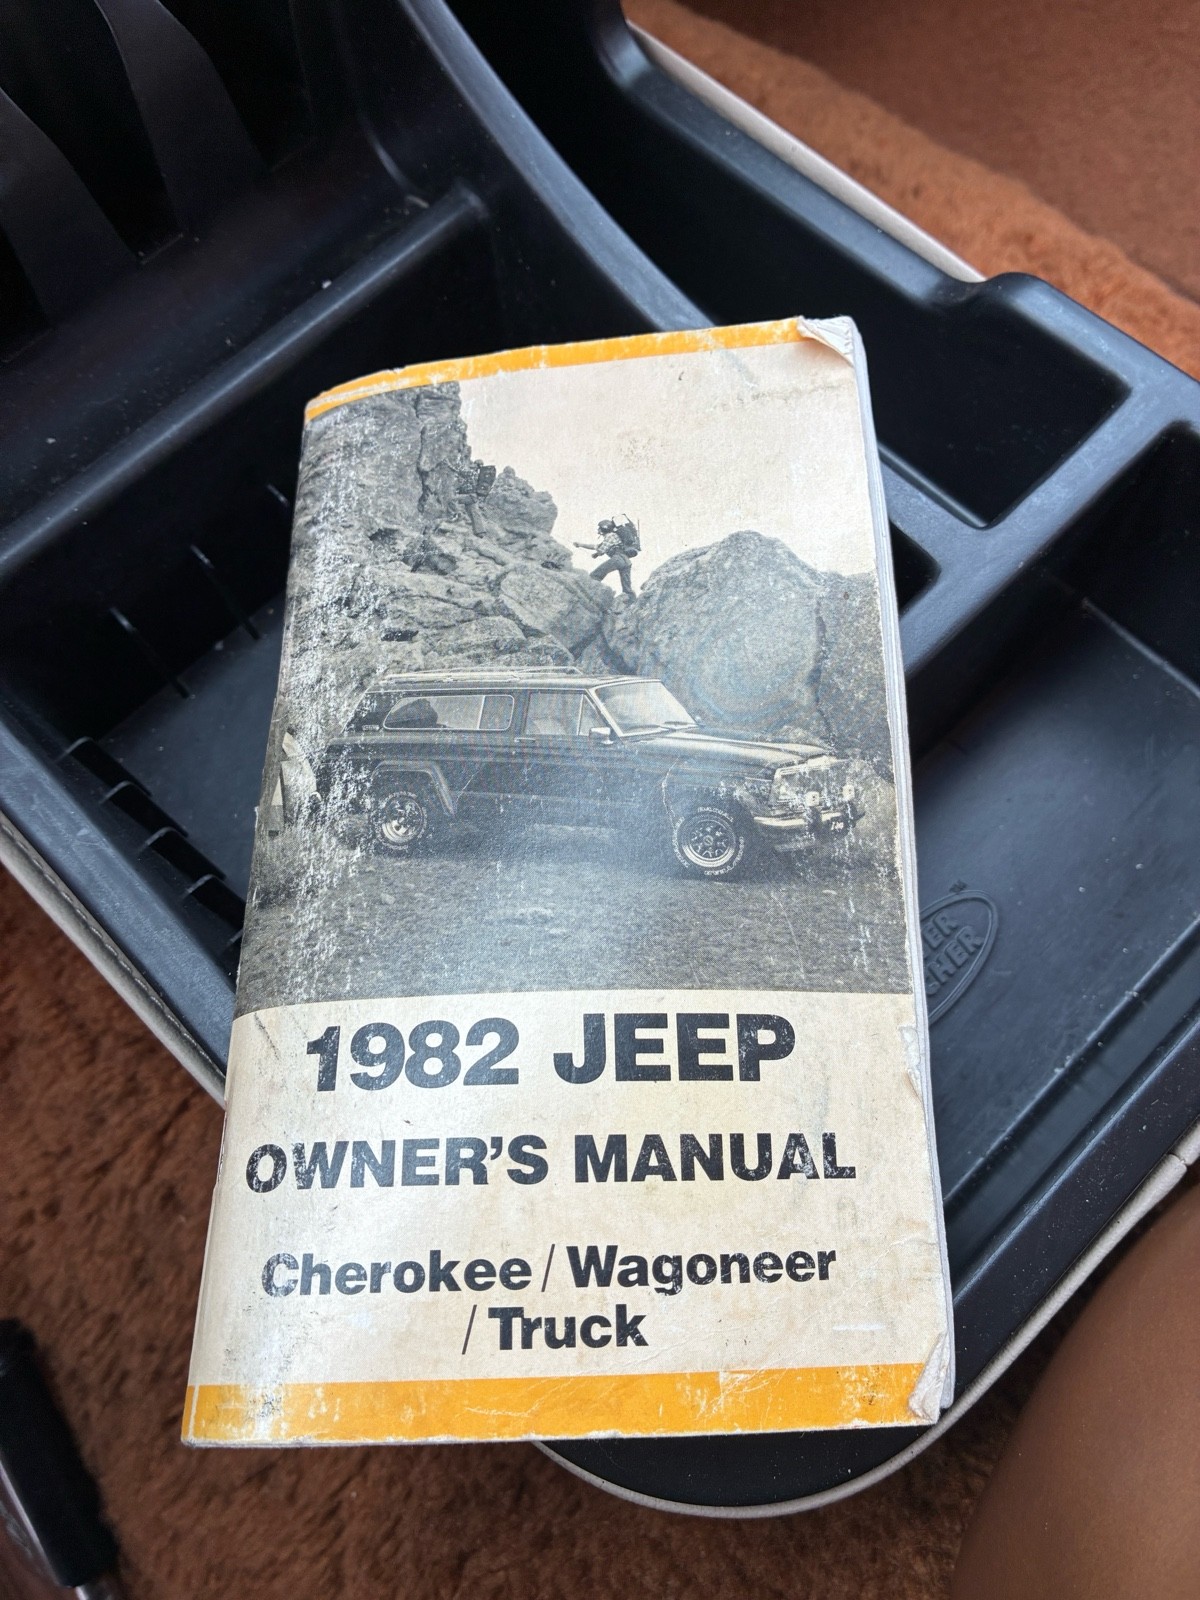 1982 JEEP
OWNER'S MANUAL
Cherokee / Wagoneer
/ Truck